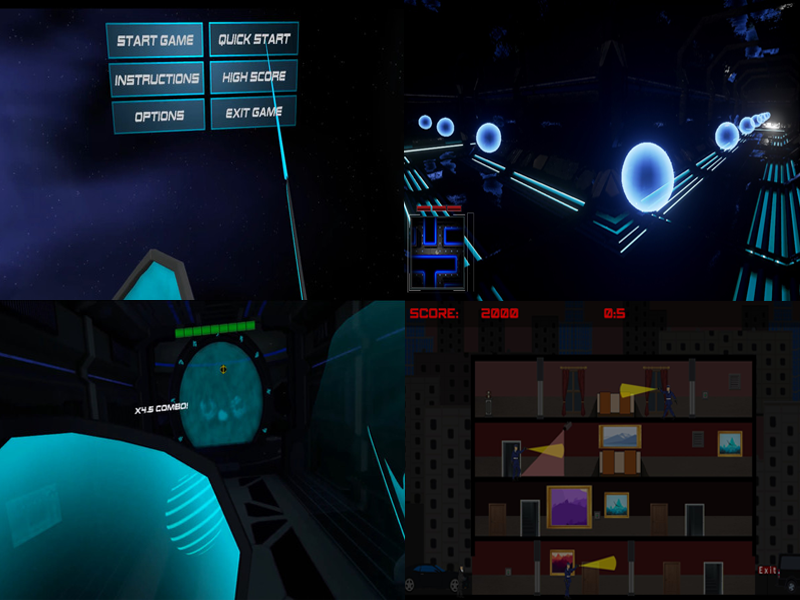 START GAME QUICK START
INSTRUCTIONS HIGH SCORE
OPTIONS EXIT GAME
X4.5 COMBO!
SCORE: 2000 0:5
Exit